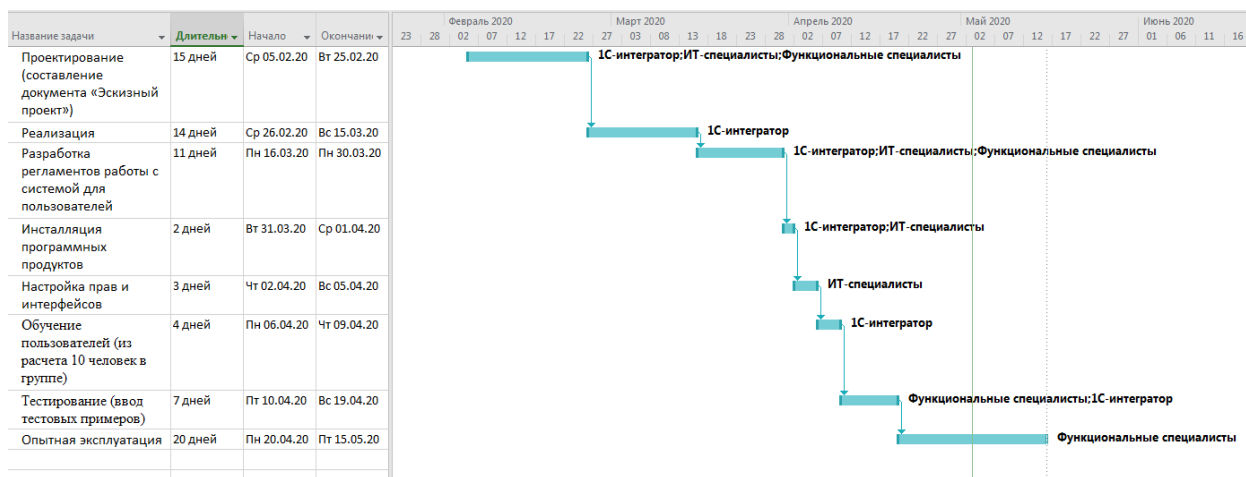 Февраль 2020 Март 2020 Апрель 2020 Май 2020 Июнь 2020
Название задачи Длительн Начало Окончани 23 28 02 07 12 17 22 27 03 08 13 18 23 28 02 07 12 17 22 27 02 07 12 17 22 27 01 06 11 16
Проектирование 15 дней Ср 05.02.20 Вт 25.02.20 1С-интегратор;ИТ-специалисты;Функциональные специалисты
(составление
документа «Эскизный
проект»)
Реализация 14 дней Ср 26.02.20 Вс 15.03.20 1С-интегратор
Разработка 11 дней Пн 16.03.20 Пн 30.03.20 1С-интегратор;ИТ-специалисты;Функциональные специалисты
регламентов работы с
системой для
пользователей
Инсталляция 2 дней Вт 31.03.20 Ср 01.04.20 1С-интегратор;ИТ-специалисты
программных
продуктов
Настройка прав и 3 дней Чт 02.04.20 Вс 05.04.20 ИТ-специалисты
интерфейсов
Обучение 4 дней Пн 06.04.20 Чт 09.04.20 1С-интегратор
пользователей (из
расчета 10 человек в
группе)
Тестирование (ввод 7 дней Пт 10.04.20 Вс 19.04.20 Функциональные специалисты;1С-интегратор
тестовых примеров)
Опытная эксплуатация 20 дней Пн 20.04.20 Пт 15.05.20 Функциональные специалисты